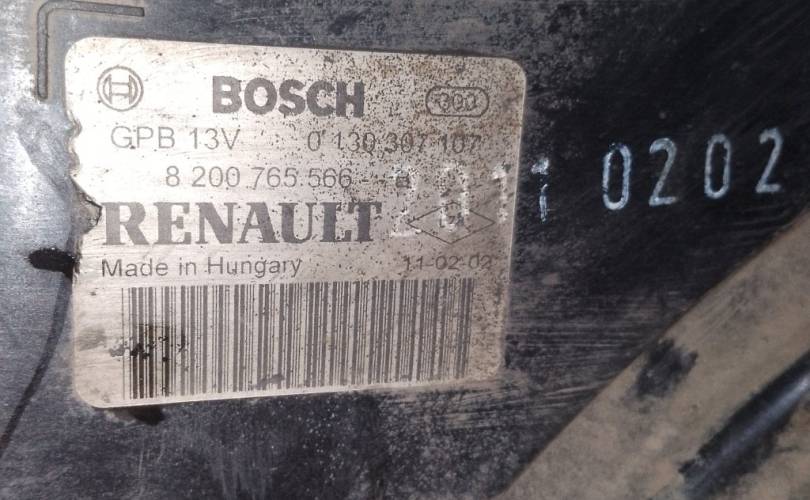 BOSCH
GPB 13V 0 130 307 107
8 200 765 566
RENAULT
Made in Hungary 11-02-02
2011 0202